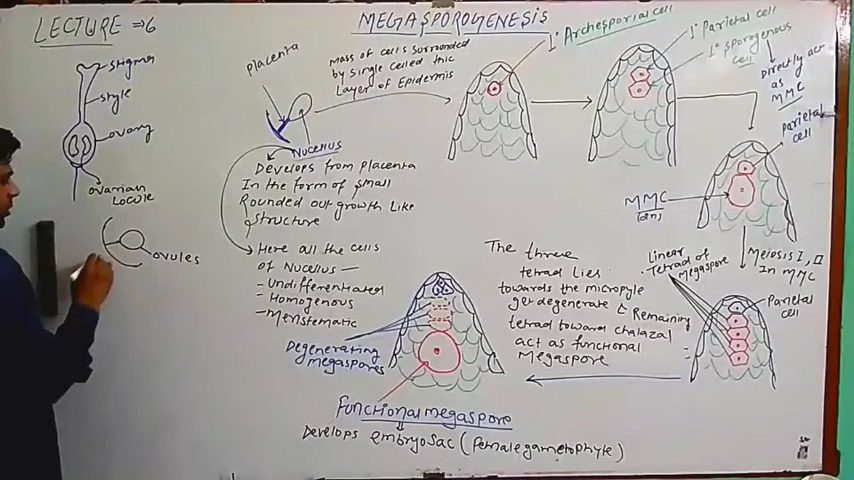 LECTURE ⇒6
MEGASPOROGENESIS
stigma
style
ovary
ovarian
Locule
ovules
Placenta
Mass of cells surrounded
by single celled thic
Layer of Epidermis
Nucellus
Develops from placenta
In the form of small
Rounded out growth Like
structure
Here all the cells
of Nucellus —
- Undifferentiated
- Homogenous
- Meristematic
1° Archesporial cell
1° Parietal cell
1° Sporogenous
cell
Directly act
as
MMC
Parietal
cell
MMC
(2n)
Meiosis I, II
In MMC
Linear
Tetrad of
megaspore
Parietal
cell
The three
tetrad lies
towards the micropyle
get degenerate & Remaining
tetrad toward chalazal
act as functional
megaspore
Degenerating
megaspores
Functional megaspore
Develops embryosac (Female gametophyte)